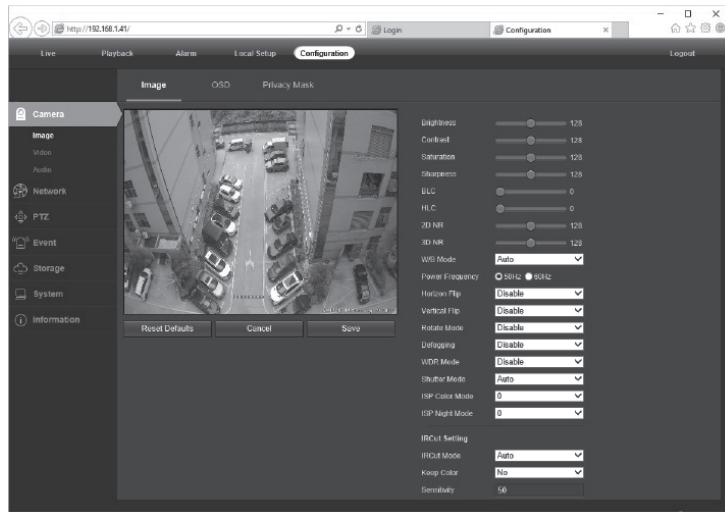 http://192.168.1.41/
Login
Configuration
Live Playback Alarm Local Setup Configuration Logout
Image OSD Privacy Mask
Camera
Image
Video
Audio
Network
PTZ
Event
Storage
System
Information
Reset Defaults Cancel Save
Brightness 128
Contrast 128
Saturation 128
Sharpness 128
BLC 0
HLC 0
2D NR 128
3D NR 128
W/B Mode Auto
Power Frequency 50Hz 60Hz
Horizon Flip Disable
Vertical Flip Disable
Rotate Mode Disable
Defogging Disable
WDR Mode Disable
Shutter Mode Auto
ISP Color Mode 0
ISP Night Mode 0
IRCut Setting
IRCut Mode Auto
Keep Color No
Sensitivity 50